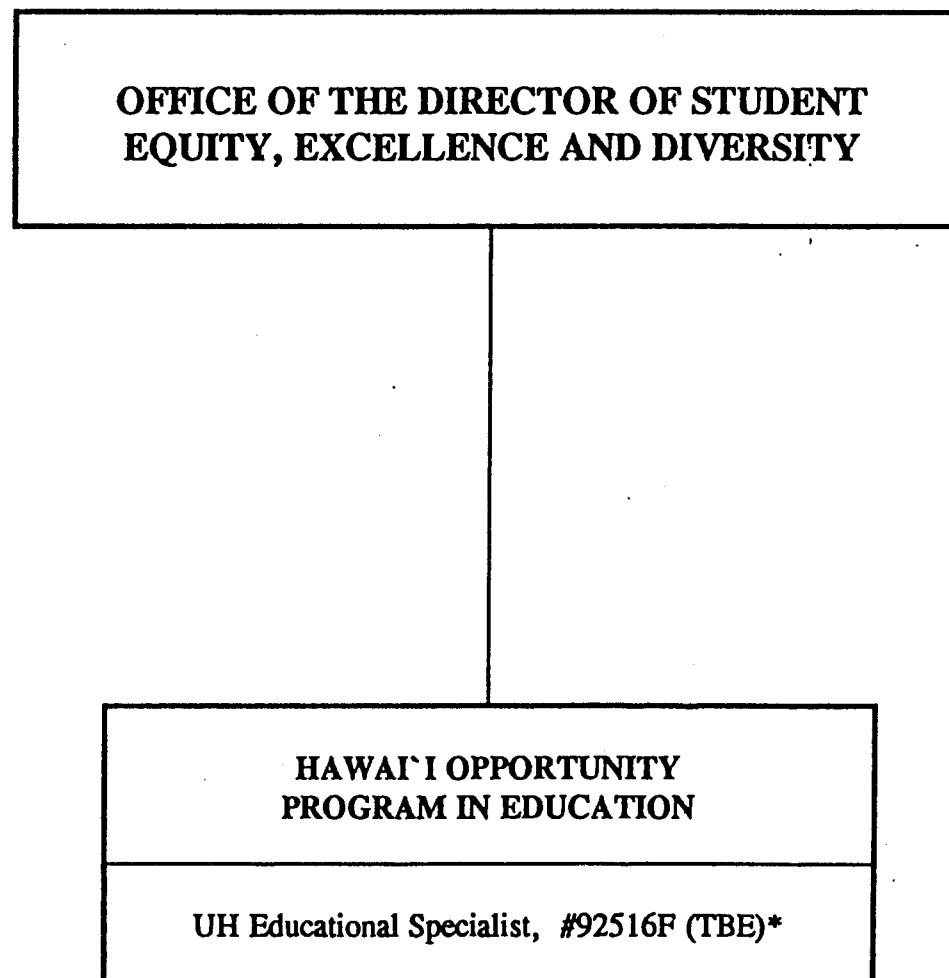 OFFICE OF THE DIRECTOR OF STUDENT
EQUITY, EXCELLENCE AND DIVERSITY
HAWAI`I OPPORTUNITY
PROGRAM IN EDUCATION
UH Educational Specialist, #92516F (TBE)*